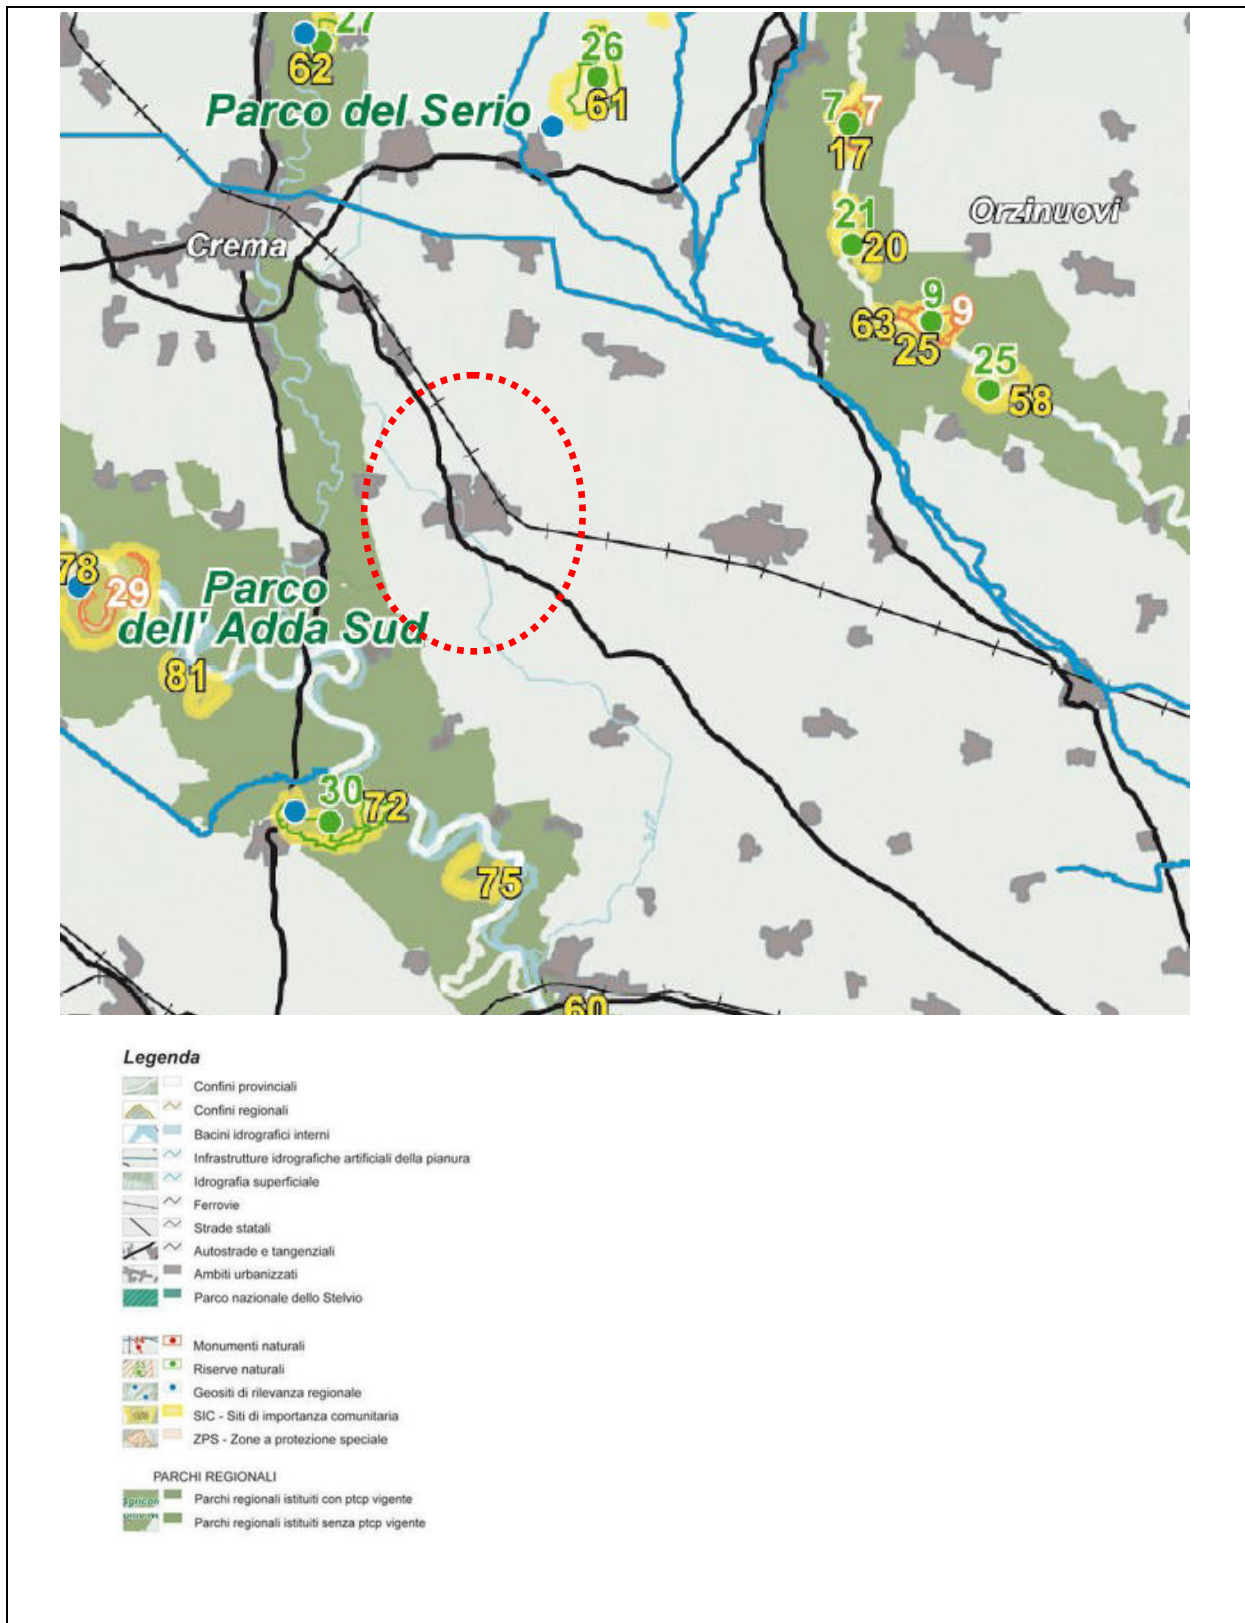 27
62
26
61
Parco del Serio
7 7
17
21
20
Orzinuovi
Crema
9 9
63
25
25
58
78
29
Parco
dell' Adda Sud
81
30
72
75
60
Legenda
Confini provinciali
Confini regionali
Bacini idrografici interni
Infrastrutture idrografiche artificiali della pianura
Idrografia superficiale
Ferrovie
Strade statali
Autostrade e tangenziali
Ambiti urbanizzati
Parco nazionale dello Stelvio
Monumenti naturali
Riserve naturali
Geositi di rilevanza regionale
SIC - Siti di importanza comunitaria
ZPS - Zone a protezione speciale
PARCHI REGIONALI
Parchi regionali istituiti con ptcp vigente
Parchi regionali istituiti senza ptcp vigente